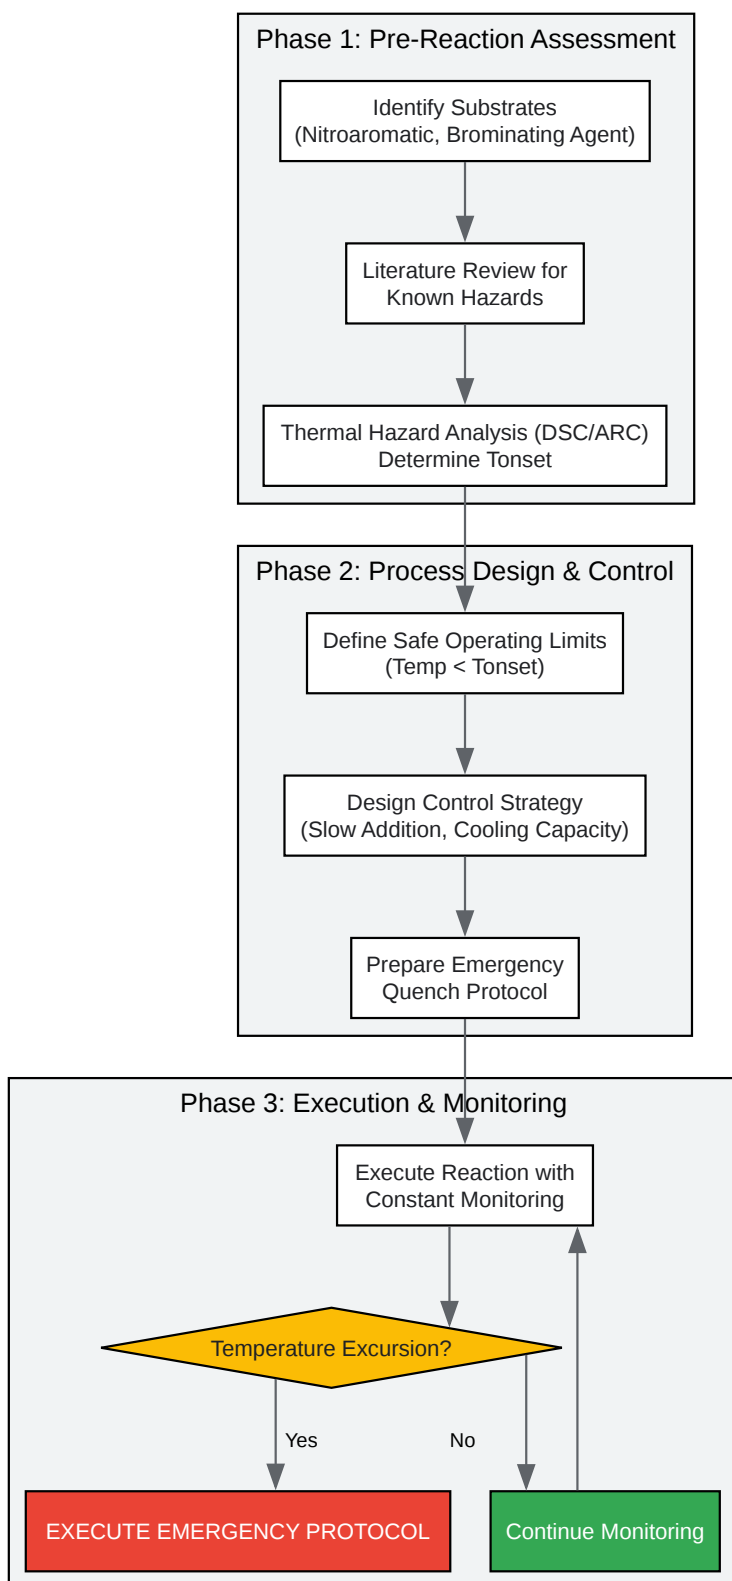 Phase 1: Pre-Reaction Assessment
Identify Substrates
(Nitroaromatic, Brominating Agent)
Literature Review for
Known Hazards
Thermal Hazard Analysis (DSC/ARC)
Determine Tonset
Phase 2: Process Design & Control
Define Safe Operating Limits
(Temp < Tonset)
Design Control Strategy
(Slow Addition, Cooling Capacity)
Prepare Emergency
Quench Protocol
Phase 3: Execution & Monitoring
Execute Reaction with
Constant Monitoring
Temperature Excursion?
Yes
No
EXECUTE EMERGENCY PROTOCOL
Continue Monitoring